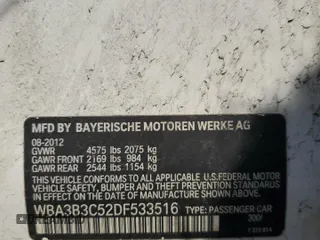 MFD BY BAYERISCHE MOTOREN WERKE AG
08-2012
GVWR 4575 lbs 2075 kg
GAWR FRONT 2169 lbs 984 kg
GAWR REAR 2544 lbs 1154 kg
THIS VEHICLE CONFORMS TO ALL APPLICABLE U.S. FEDERAL
MOTOR VEHICLE SAFETY, BUMPER, AND THEFT PREVENTION
STANDARDS IN EFFECT ON THE DATE OF
MANUFACTURE SHOWN ABOVE.
WBA3B3C52DF533516 TYPE: PASSENGER CAR
300/